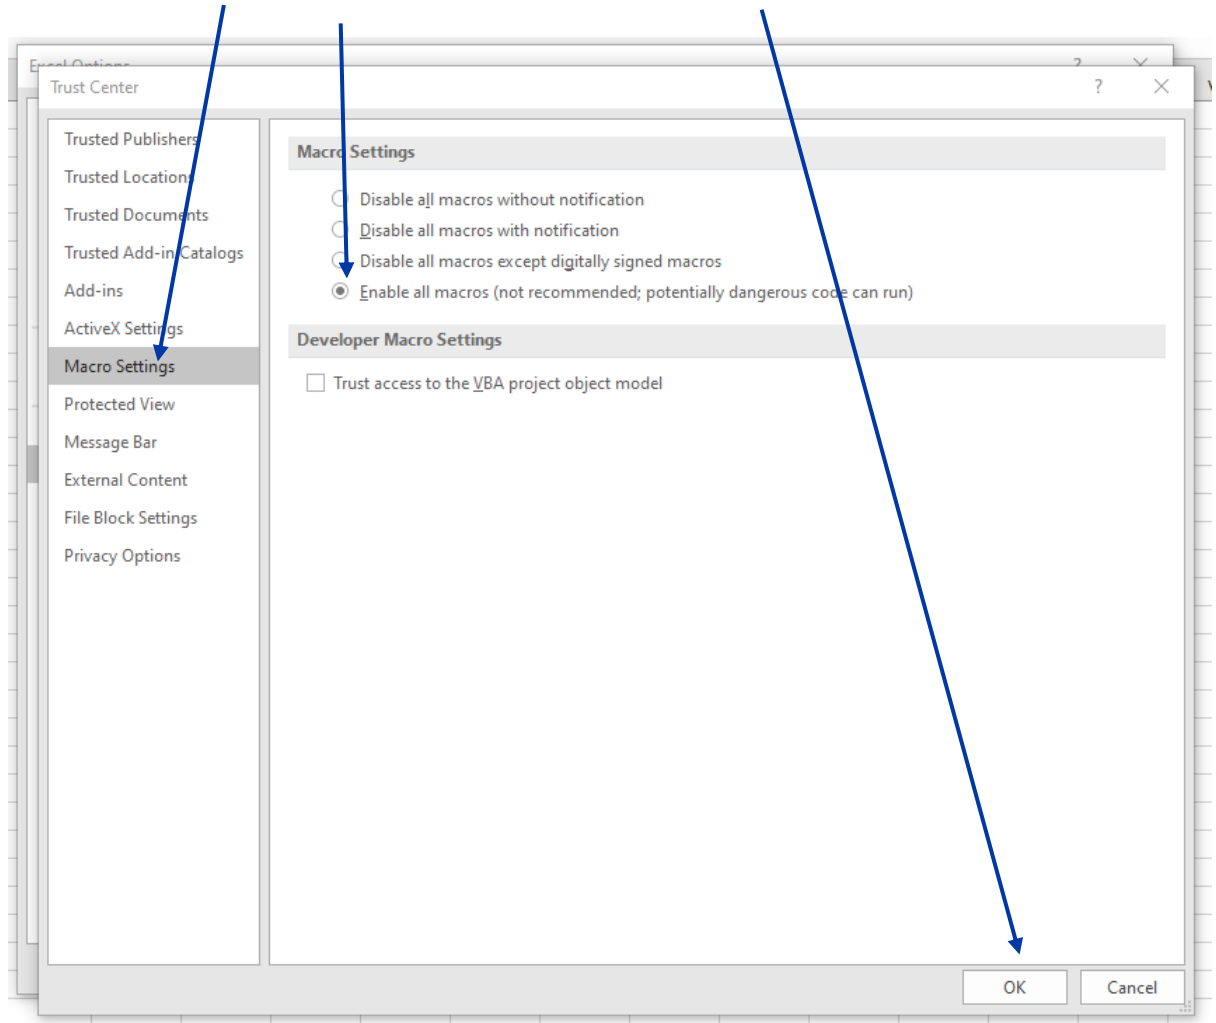 Excel Options
Trust Center
Trusted Publishers
Trusted Locations
Trusted Documents
Trusted Add-in Catalogs
Add-ins
ActiveX Settings
Macro Settings
Protected View
Message Bar
External Content
File Block Settings
Privacy Options
Macro Settings
Disable all macros without notification
Disable all macros with notification
Disable all macros except digitally signed macros
Enable all macros (not recommended; potentially dangerous code can run)
Developer Macro Settings
Trust access to the VBA project object model
OK
Cancel